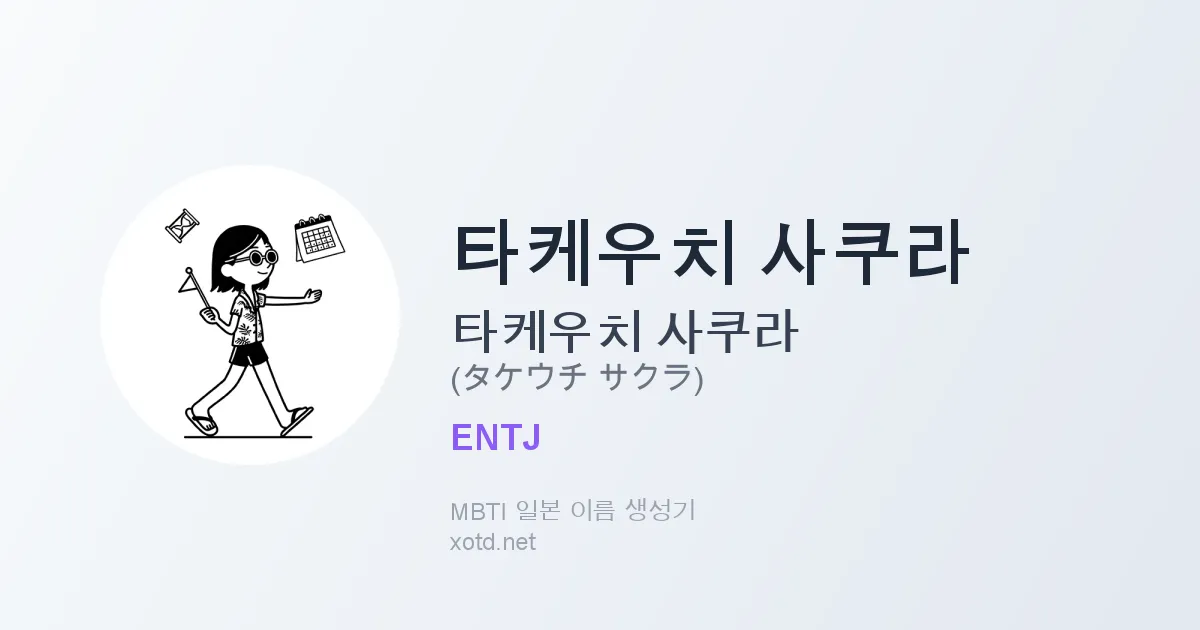 타케우치 사쿠라
타케우치 사쿠라
(タケウチ サクラ)
ENTJ
MBTI 일본 이름 생성기
xotd.net